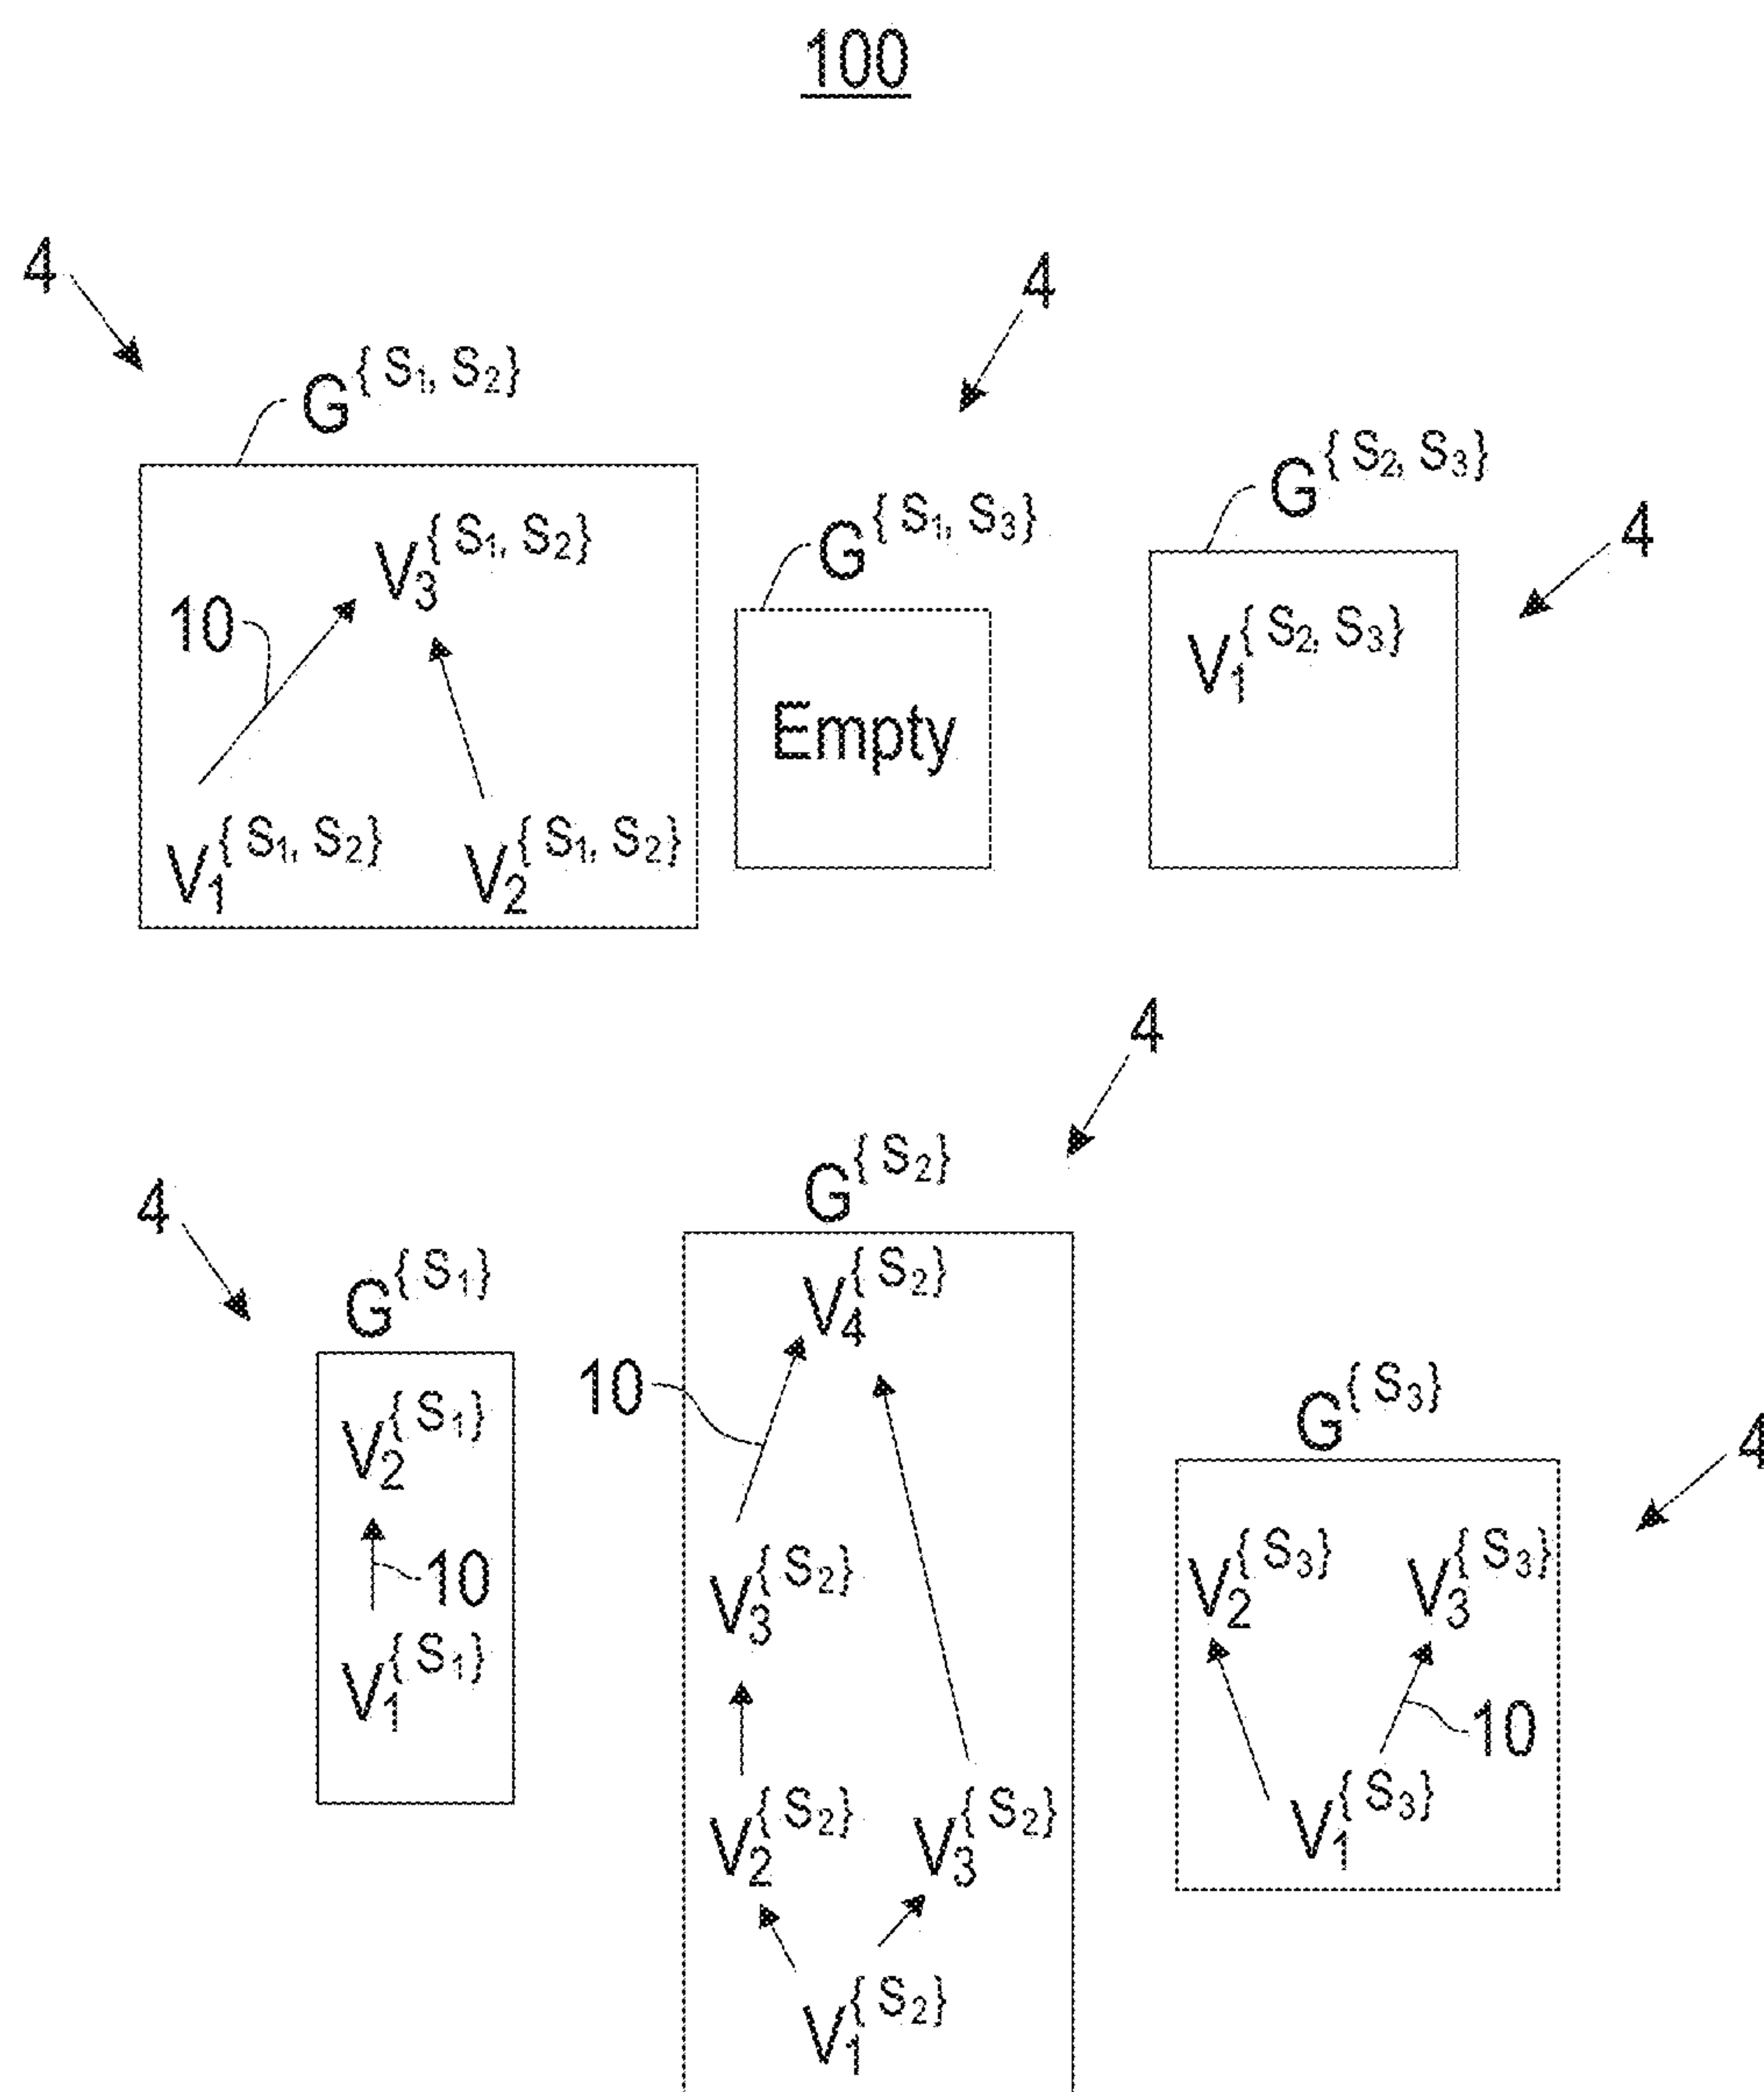 100
4
4
G{S1, S2}
G{S2, S3}
G{S1, S3}
4
V3{S1, S2}
10
V1{S2, S3}
Empty
V1{S1, S2} V2{S1, S2}
4
G{S2}
4
G{S1}
V4{S2}
10
G{S3}
V2{S1}
4
V3{S2}
V2{S3} V3{S3}
10
V1{S1}
10
V2{S2} V3{S2}
V1{S3}
V1{S2}